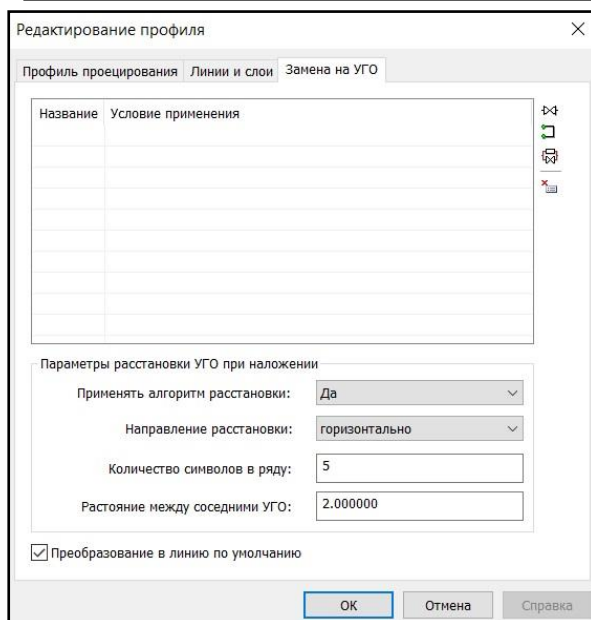 Редактирование профиля
Профиль проецирования Линии и слои Замена на УГО
Название Условие применения
Параметры расстановки УГО при наложении
Применять алгоритм расстановки: Да
Направление расстановки: горизонтально
Количество символов в ряду: 5
Растояние между соседними УГО: 2.000000
Преобразование в линию по умолчанию
ОК Отмена Справка